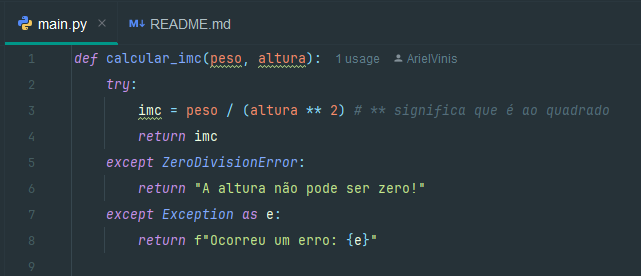 main.py × M↓ README.md
1 def calcular_imc(peso, altura): 1 usage ArielVinis
2 try:
3 imc = peso / (altura ** 2) # ** significa que é ao quadrado
4 return imc
5 except ZeroDivisionError:
6 return "A altura não pode ser zero!"
7 except Exception as e:
8 return f"Ocorreu um erro: {e}"
9